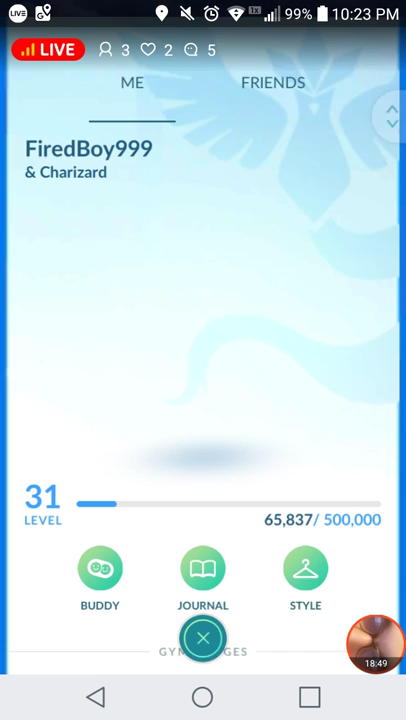 LIVE 1x 99% 10:23 PM
LIVE 3 2 5
ME FRIENDS
FiredBoy999
& Charizard
31
LEVEL
65,837/ 500,000
BUDDY JOURNAL STYLE
18:49